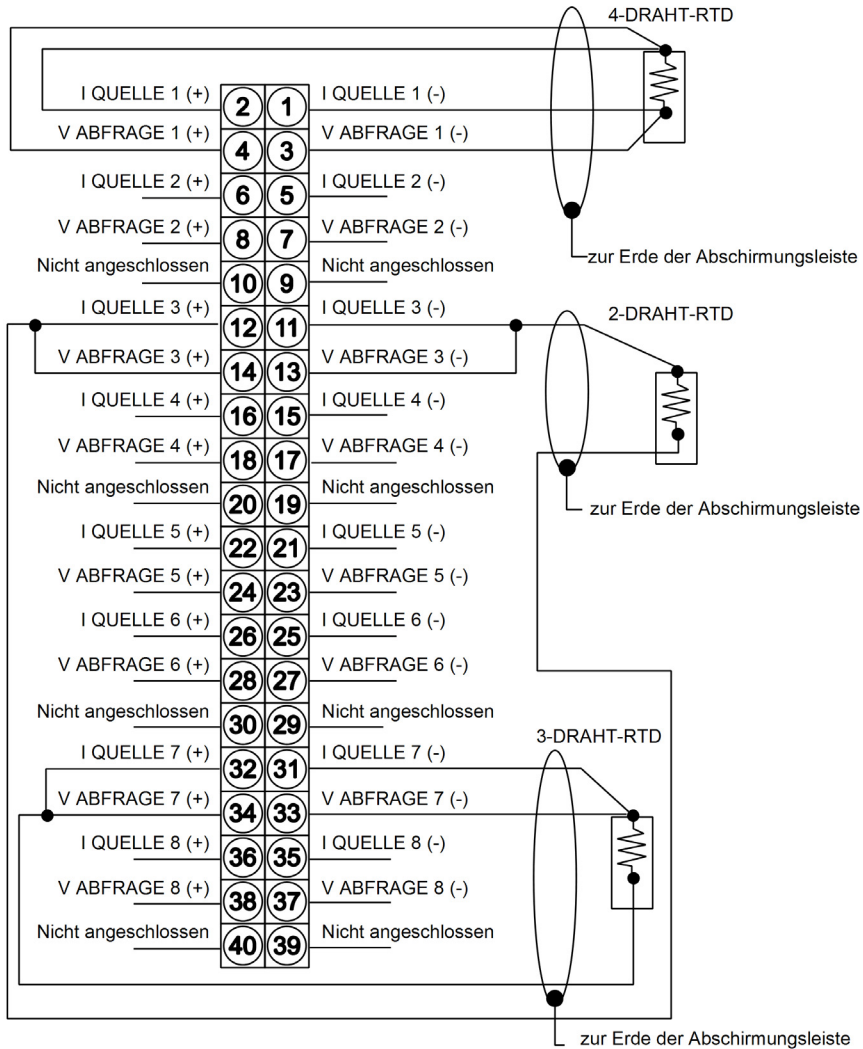 4-DRAHT-RTD
I QUELLE 1 (+) 2 1 I QUELLE 1 (-)
V ABFRAGE 1 (+) 4 3 V ABFRAGE 1 (-)
I QUELLE 2 (+) 6 5 I QUELLE 2 (-)
V ABFRAGE 2 (+) 8 7 V ABFRAGE 2 (-)
zur Erde der Abschirmungsleiste
Nicht angeschlossen 10 9 Nicht angeschlossen
I QUELLE 3 (+) 12 11 I QUELLE 3 (-)
2-DRAHT-RTD
V ABFRAGE 3 (+) 14 13 V ABFRAGE 3 (-)
I QUELLE 4 (+) 16 15 I QUELLE 4 (-)
V ABFRAGE 4 (+) 18 17 V ABFRAGE 4 (-)
Nicht angeschlossen 20 19 Nicht angeschlossen
zur Erde der Abschirmungsleiste
I QUELLE 5 (+) 22 21 I QUELLE 5 (-)
V ABFRAGE 5 (+) 24 23 V ABFRAGE 5 (-)
I QUELLE 6 (+) 26 25 I QUELLE 6 (-)
V ABFRAGE 6 (+) 28 27 V ABFRAGE 6 (-)
Nicht angeschlossen 30 29 Nicht angeschlossen
3-DRAHT-RTD
I QUELLE 7 (+) 32 31 I QUELLE 7 (-)
V ABFRAGE 7 (+) 34 33 V ABFRAGE 7 (-)
I QUELLE 8 (+) 36 35 I QUELLE 8 (-)
V ABFRAGE 8 (+) 38 37 V ABFRAGE 8 (-)
Nicht angeschlossen 40 39 Nicht angeschlossen
zur Erde der Abschirmungsleiste